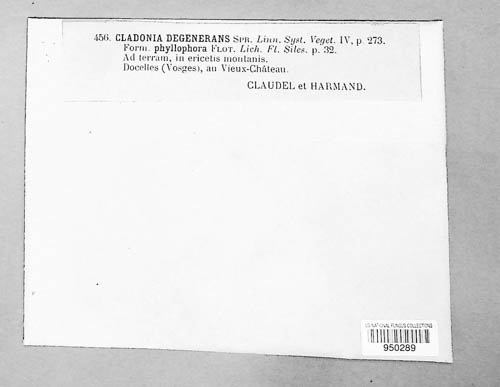 456. CLADONIA DEGENERANS SPR. Linn. Syst. Veget. IV, p. 273.
Form. phyllophora FLOT. Lich. Fl. Siles. p. 32.
Ad terram, in ericetis montanis.
Docelles (Vosges), au Vieux-Château.
CLAUDEL et HARMAND.
US NATIONAL FUNGUS COLLECTIONS
950289